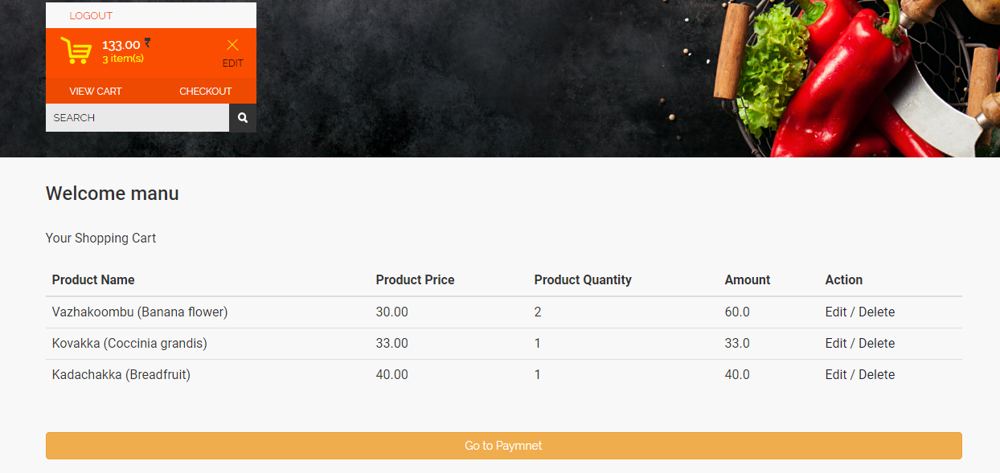 LOGOUT
133.00 ₹
3 item(s)
EDIT
VIEW CART CHECKOUT
SEARCH
Welcome manu
Your Shopping Cart
Product Name Product Price Product Quantity Amount Action
Vazhakoombu (Banana flower) 30.00 2 60.0 Edit / Delete
Kovakka (Coccinia grandis) 33.00 1 33.0 Edit / Delete
Kadachakka (Breadfruit) 40.00 1 40.0 Edit / Delete
Go to Paymnet